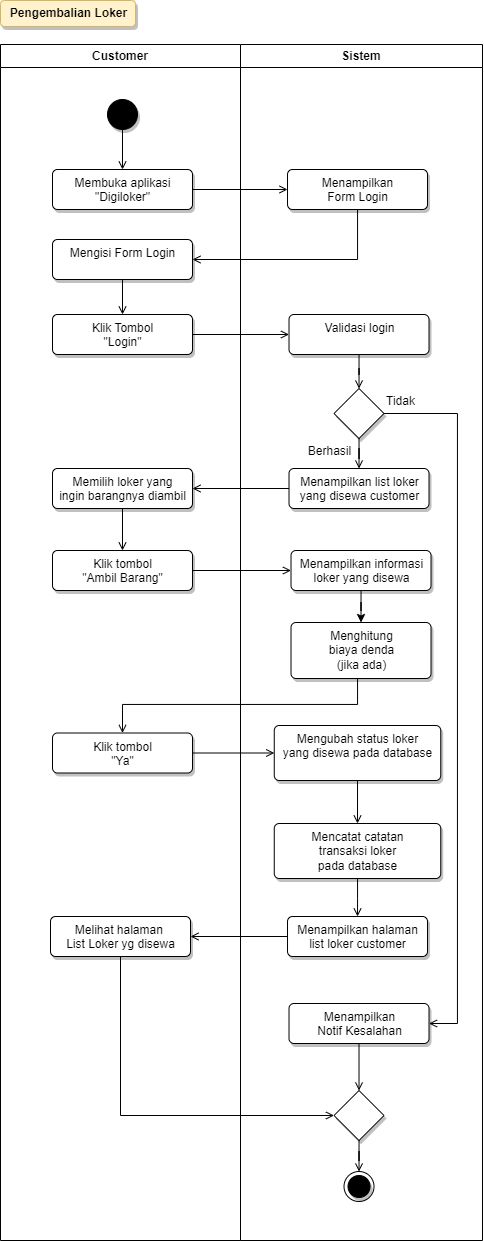 Pengembalian Loker
Customer
Sistem
Membuka aplikasi
"Digiloker"
Menampilkan
Form Login
Mengisi Form Login
Klik Tombol
"Login"
Validasi login
Tidak
Berhasil
Memilih loker yang
ingin barangnya diambil
Menampilkan list loker
yang disewa customer
Klik tombol
"Ambil Barang"
Menampilkan informasi
loker yang disewa
Menghitung
biaya denda
(jika ada)
Klik tombol
"Ya"
Mengubah status loker
yang disewa pada database
Mencatat catatan
transaksi loker
pada database
Melihat halaman
List Loker yg disewa
Menampilkan halaman
list loker customer
Menampilkan
Notif Kesalahan